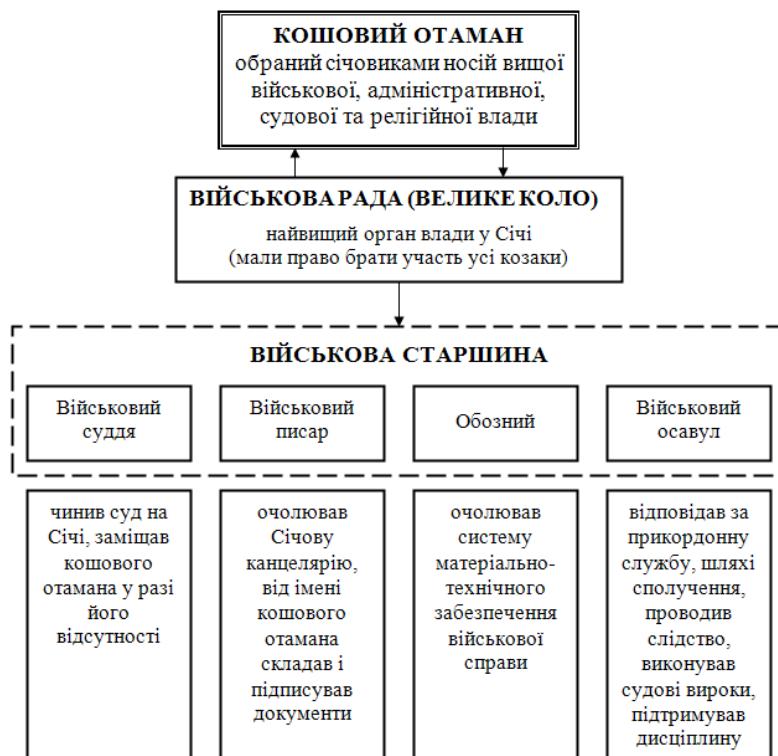 КОШОВИЙ ОТАМАН
обраний січовиками носій вищої
військової, адміністративної,
судової та релігійної влади
ВІЙСЬКОВА РАДА (ВЕЛИКЕ КОЛО)
найвищий орган влади у Січі
(мали право брати участь усі козаки)
ВІЙСЬКОВА СТАРШИНА
Військовий
суддя
Військовий
писар
Обозний
Військовий
осавул
чинив суд на
Січі, заміщав
кошового
отамана у разі
його
відсутності
очолював
Січову
канцелярію,
від імені
кошового
отамана
складав і
підписував
документи
очолював
систему
матеріально-
технічного
забезпечення
військової
справи
відповідав за
прикордонну
службу, шляхі
сполучення,
проводив
слідство,
виконував
судові вироки,
підтримував
дисципліну